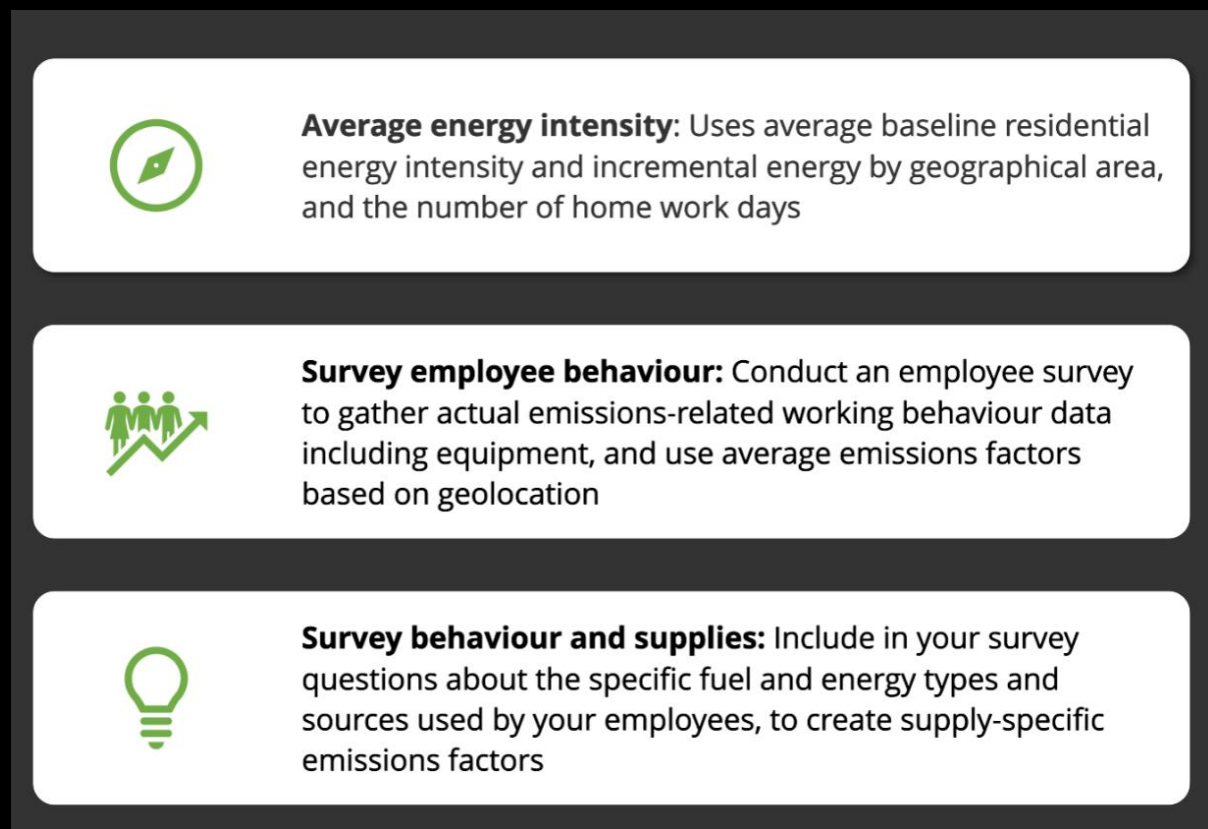 Average energy intensity: Uses average baseline residential
energy intensity and incremental energy by geographical area,
and the number of home work days
Survey employee behaviour: Conduct an employee survey
to gather actual emissions-related working behaviour data
including equipment, and use average emissions factors
based on geolocation
Survey behaviour and supplies: Include in your survey
questions about the specific fuel and energy types and
sources used by your employees, to create supply-specific
emissions factors